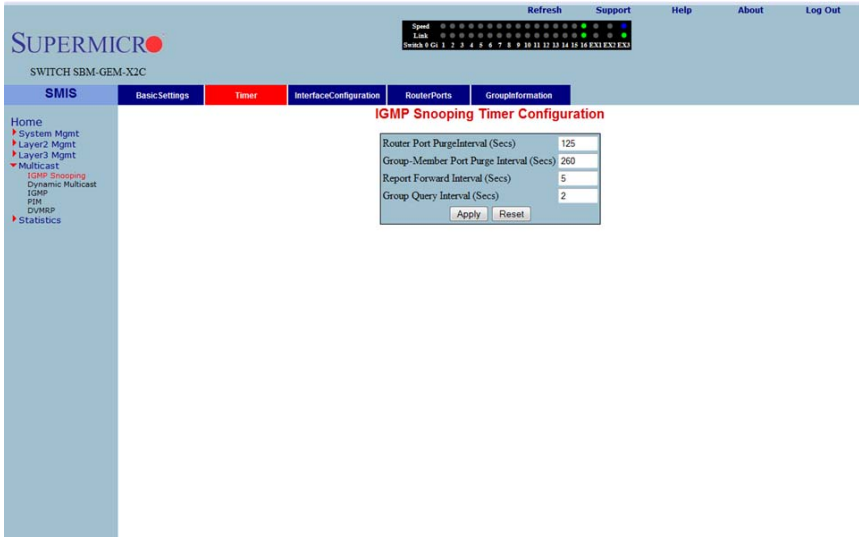 Refresh Support Help About Log Out
SUPERMICRO
Speed
Link
Switch 0 Gi 1 2 3 4 5 6 7 8 9 10 11 12 13 14 15 16 EX1 EX2 EX3
SWITCH SBM-GEM-X2C
SMIS
BasicSettings Timer InterfaceConfiguration RouterPorts GroupInformation
Home
System Mgmt
Layer2 Mgmt
Layer3 Mgmt
Multicast
IGMP Snooping
Dynamic Multicast
IGMP
PIM
DVMRP
Statistics
IGMP Snooping Timer Configuration
Router Port PurgeInterval (Secs) 125
Group-Member Port Purge Interval (Secs) 260
Report Forward Interval (Secs) 5
Group Query Interval (Secs) 2
Apply Reset